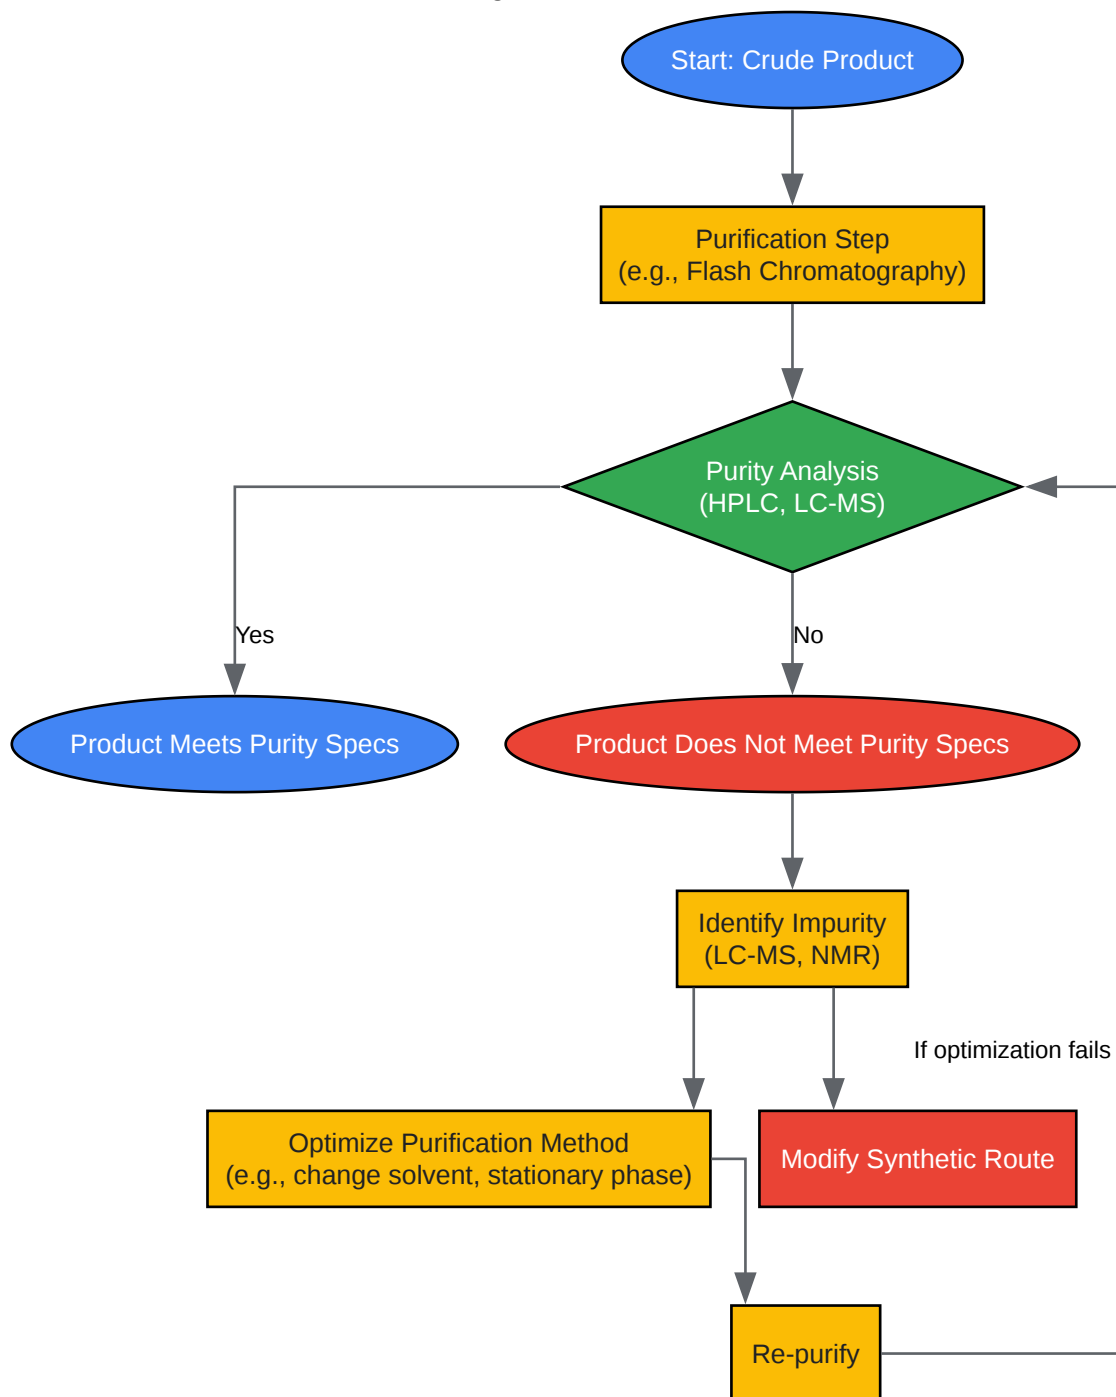 Start: Crude Product
Purification Step
(e.g., Flash Chromatography)
Purity Analysis
(HPLC, LC-MS)
Yes
No
Product Meets Purity Specs
Product Does Not Meet Purity Specs
Identify Impurity
(LC-MS, NMR)
If optimization fails
Optimize Purification Method
(e.g., change solvent, stationary phase)
Modify Synthetic Route
Re-purify